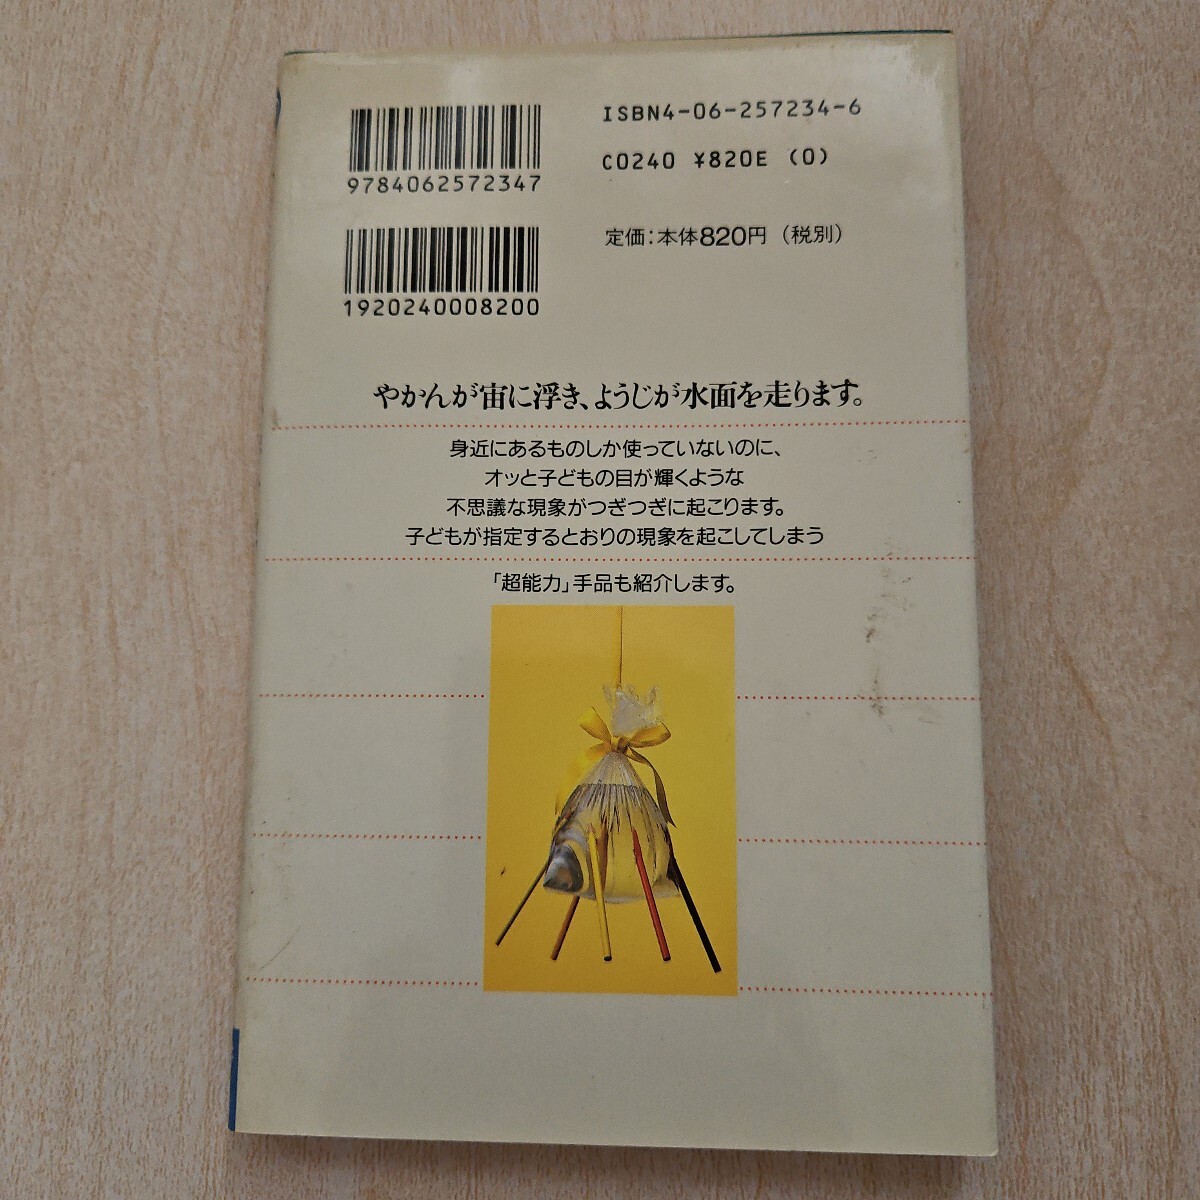 9784062572347
ISBN4-06-257234-6
C0240 ¥820E (0)
1920240008200
定価:本体820円(税別)
やかんが宙に浮き、ようじが水面を走ります。
身近にあるものしか使っていないのに、
オッと子どもの目が輝くような
不思議な現象がつぎつぎに起こります。
子どもが指定するとおりの現象を起こしてしまう
「超能力」手品も紹介します。